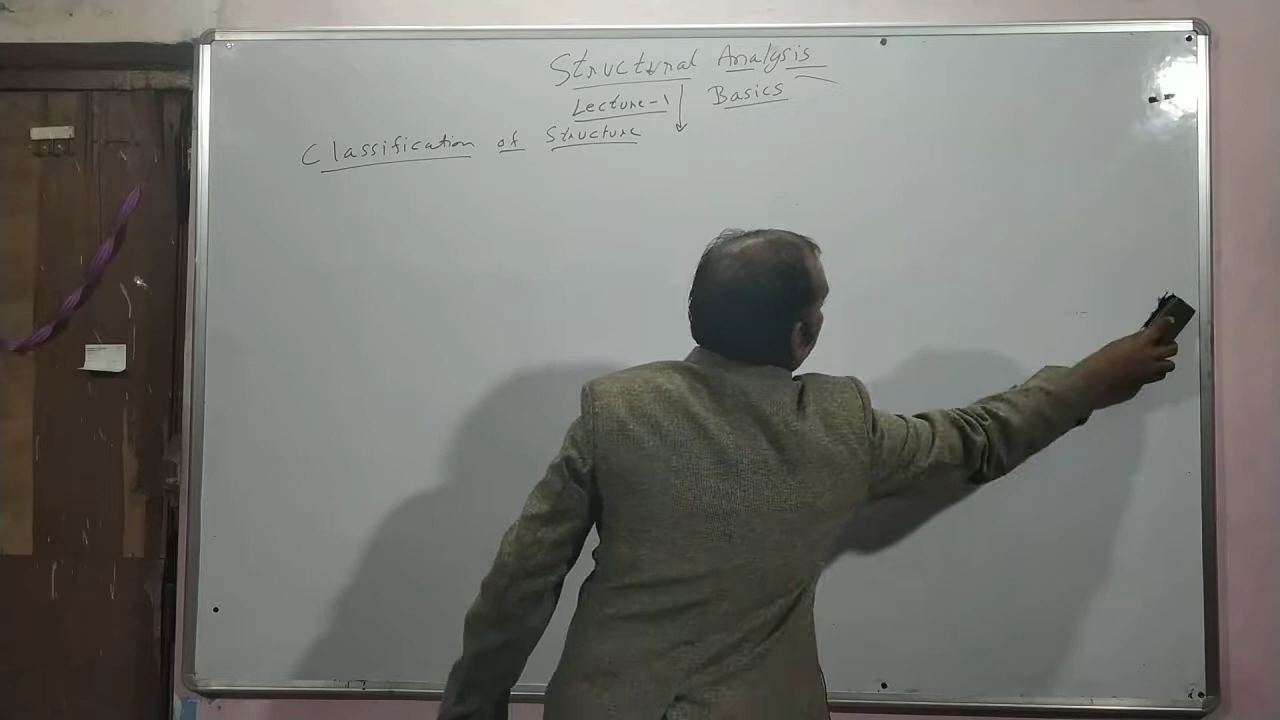 Structural Analysis
Lecture-1 Basics
Classification of Structure